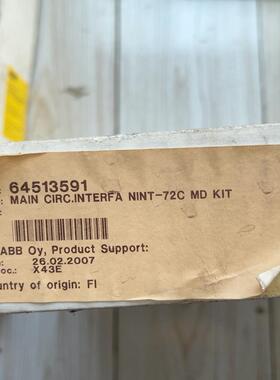 : 64513591
: MAIN CIRC.INTERFA NINT-72C MD KIT
:
ABB Oy, Product Support:
: 26.02.2007
oc.: X43E
untry of origin: FI